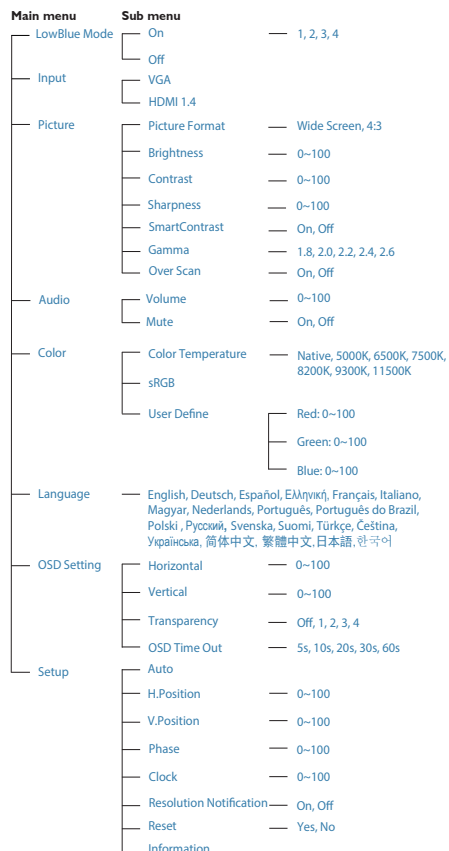 Main menu Sub menu
LowBlue Mode On 1, 2, 3, 4
Off
Input VGA
HDMI 1.4
Picture Picture Format Wide Screen, 4:3
Brightness 0~100
Contrast 0~100
Sharpness 0~100
SmartContrast On, Off
Gamma 1.8, 2.0, 2.2, 2.4, 2.6
Over Scan On, Off
Audio Volume 0~100
Mute On, Off
Color Color Temperature Native, 5000K, 6500K, 7500K,
8200K, 9300K, 11500K
sRGB
User Define Red: 0~100
Green: 0~100
Blue: 0~100
Language English, Deutsch, Español, Ελληνική, Français, Italiano,
Magyar, Nederlands, Português, Português do Brazil,
Polski , Русский, Svenska, Suomi, Türkçe, Čeština,
Українська, 简体中文, 繁體中文,日本語,한국어
OSD Setting Horizontal 0~100
Vertical 0~100
Transparency Off, 1, 2, 3, 4
OSD Time Out 5s, 10s, 20s, 30s, 60s
Setup Auto
H.Position 0~100
V.Position 0~100
Phase 0~100
Clock 0~100
Resolution Notification On, Off
Reset Yes, No
Information